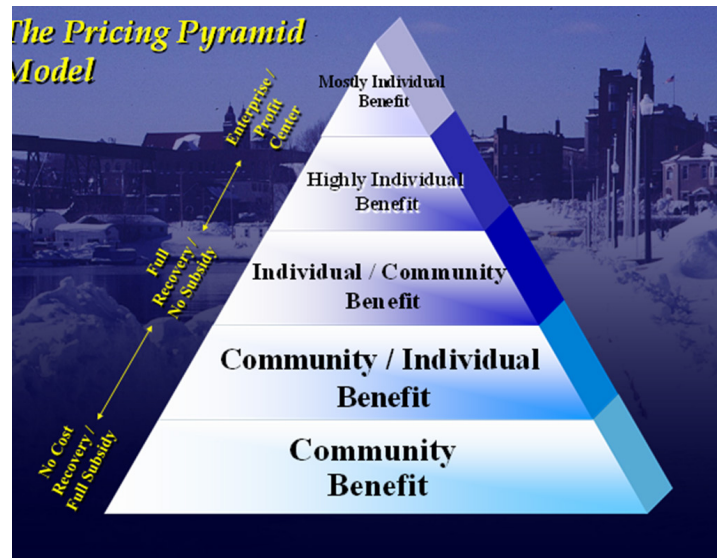 The Pricing Pyramid
Model
Enterprise /
Profit
Center
Full
Recovery /
No Subsidy
No Cost
Recovery /
Full Subsidy
Mostly Individual
Benefit
Highly Individual
Benefit
Individual / Community
Benefit
Community / Individual
Benefit
Community
Benefit